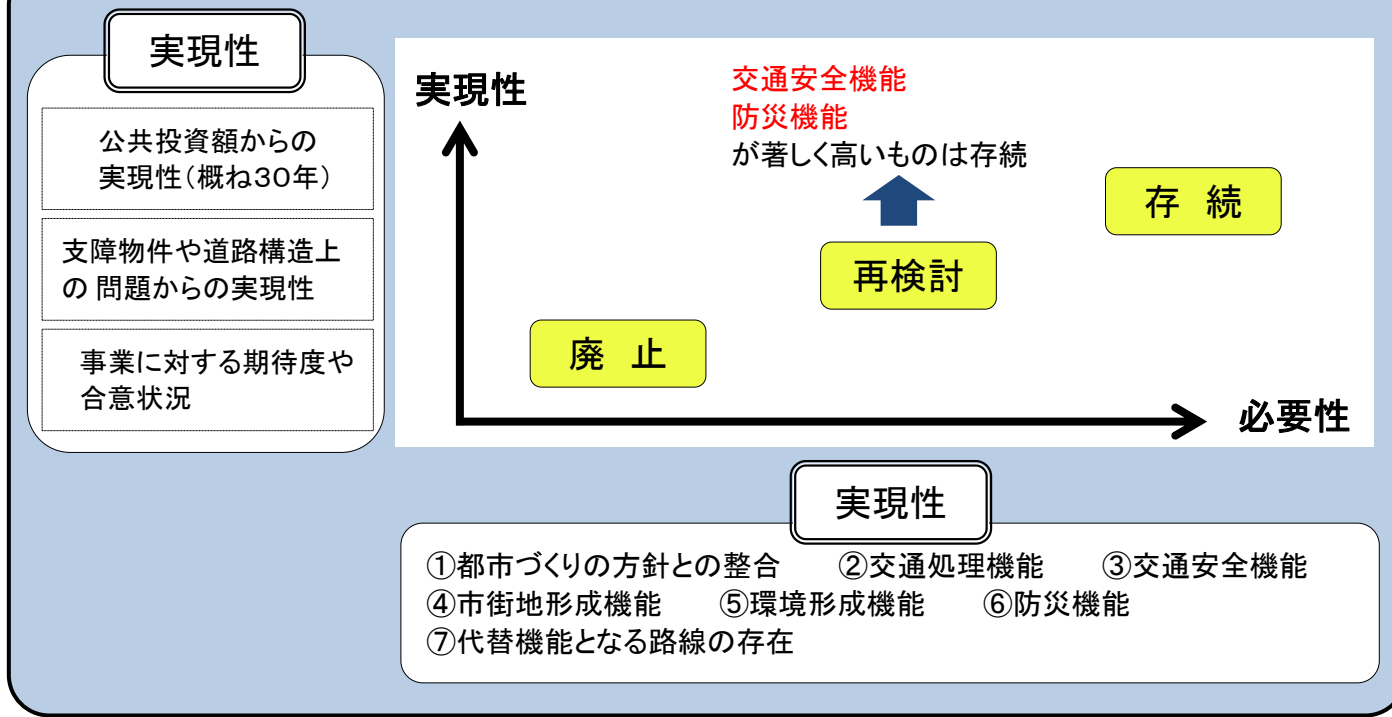 実現性
公共投資額からの
実現性（概ね３０年）
支障物件や道路構造上
の 問題からの実現性
事業に対する期待度や
合意状況
実現性
交通安全機能
防災機能
が著しく高いものは存続
存 続
再検討
廃 止
必要性
実現性
①都市づくりの方針との整合 ②交通処理機能 ③交通安全機能
④市街地形成機能 ⑤環境形成機能 ⑥防災機能
⑦代替機能となる路線の存在